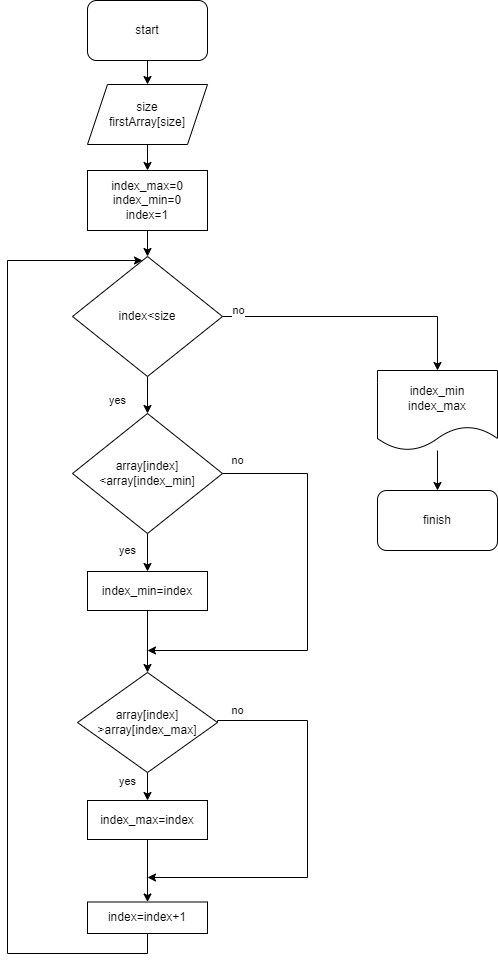 start
size
firstArray[size]
index_max=0
index_min=0
index=1
index<size
no
yes
index_min
index_max
array[index]
<array[index_min]
no
finish
yes
index_min=index
array[index]
>array[index_max]
no
yes
index_max=index
index=index+1